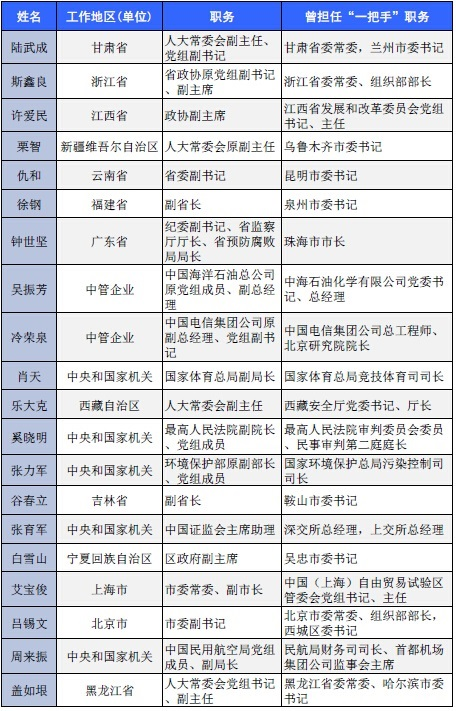 姓名 工作地区(单位) 职务 曾担任“一把手”职务
陆武成 甘肃省 人大常委会副主任、 甘肃省委常委，兰州市委书记
党组副书记
斯鑫良 浙江省 省政协原党组副书记 浙江省委常委、组织部部长
、副主席
许爱民 江西省 政协副主席 江西省发展和改革委员会党组
书记、主任
栗智 新疆维吾尔自治区 人大常委会原副主任 乌鲁木齐市委书记
仇和 云南省 省委副书记 昆明市委书记
徐钢 福建省 副省长 泉州市委书记
钟世坚 广东省 纪委副书记、省监察 珠海市市长
厅厅长、省预防腐败
局局长
吴振芳 中管企业 中国海洋石油总公司 中海石油化学有限公司党委书
原党组成员、副总经 记、总经理
理
冷荣泉 中管企业 中国电信集团公司原 中国电信集团公司总工程师、
副总经理、党组副书 北京研究院院长
记
肖天 中央和国家机关 国家体育总局副局长 国家体育总局竞技体育司司长
乐大克 西藏自治区 人大常委会副主任 西藏安全厅党委书记、厅长
奚晓明 中央和国家机关 最高人民法院副院长 最高人民法院审判委员会委员
、党组成员 、民事审判第二庭庭长
张力军 中央和国家机关 环境保护部原副部长 国家环境保护总局污染控制司
、党组成员 司长
谷春立 吉林省 副省长 鞍山市委书记
张育军 中央和国家机关 中国证监会主席助理 深交所总经理，上交所总经理
白雪山 宁夏回族自治区 区政府副主席 吴忠市委书记
艾宝俊 上海市 市委常委、副市长 中国（上海）自由贸易试验区
管委会党组书记、主任
吕锡文 北京市 市委副书记 北京市委常委、组织部部长，
西城区委书记
周来振 中央和国家机关 中国民用航空局党组 民航局财务司司长、首都机场
成员、副局长 集团公司监事会主席
盖如垠 黑龙江省 人大常委会党组书记 黑龙江省委常委、哈尔滨市委
、副主任 书记